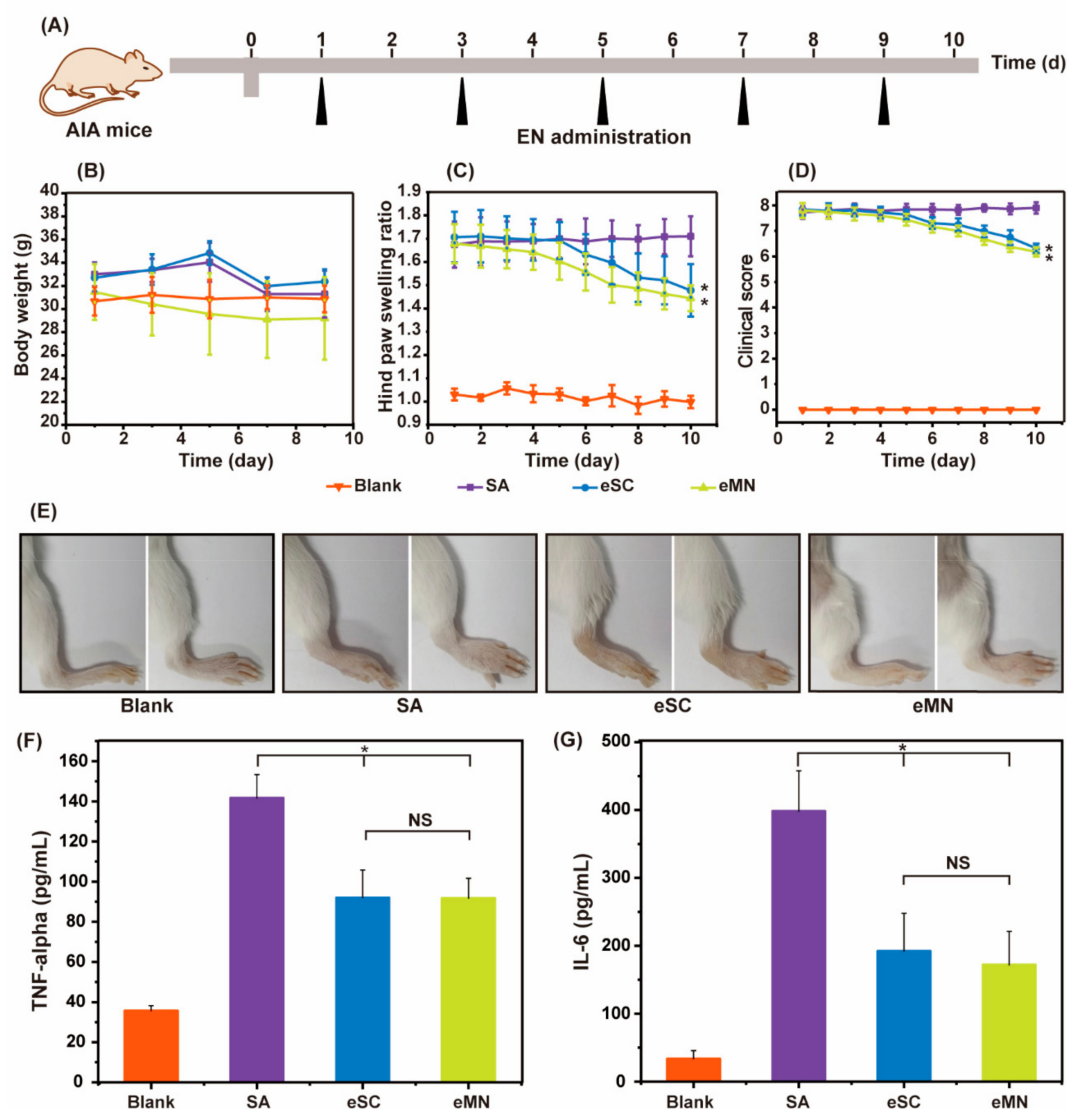 (A)
0 1 2 3 4 5 6 7 8 9 10
Time (d)
AIA mice
EN administration
(B)
Body weight (g)
40
38
36
34
32
30
28
26
24
22
20
0 2 4 6 8 10
Time (day)
(C)
Hind paw swelling ratio
1.9
1.8
1.7
1.6
1.5
1.4
1.3
1.2
1.1
1.0
0.9
0 2 4 6 8 10
Time (day)
*
*
(D)
Clinical score
8
7
6
5
4
3
2
1
0
0 2 4 6 8 10
Time (day)
*
*
Blank SA eSC eMN
(E)
Blank SA eSC eMN
(F)
TNF-alpha (pg/mL)
160
140
120
100
80
60
40
20
0
*
NS
Blank SA eSC eMN
(G)
IL-6 (pg/mL)
500
400
300
200
100
0
*
NS
Blank SA eSC eMN